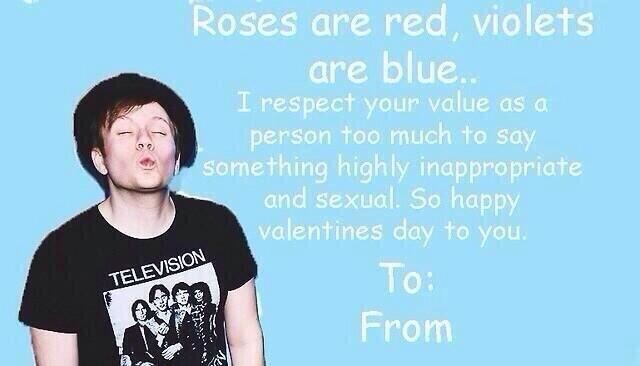 Roses are red, violets
are blue..
I respect your value as a
person too much to say
something highly inappropriate
and sexual. So happy
valentines day to you.
To:
From
TELEVISION